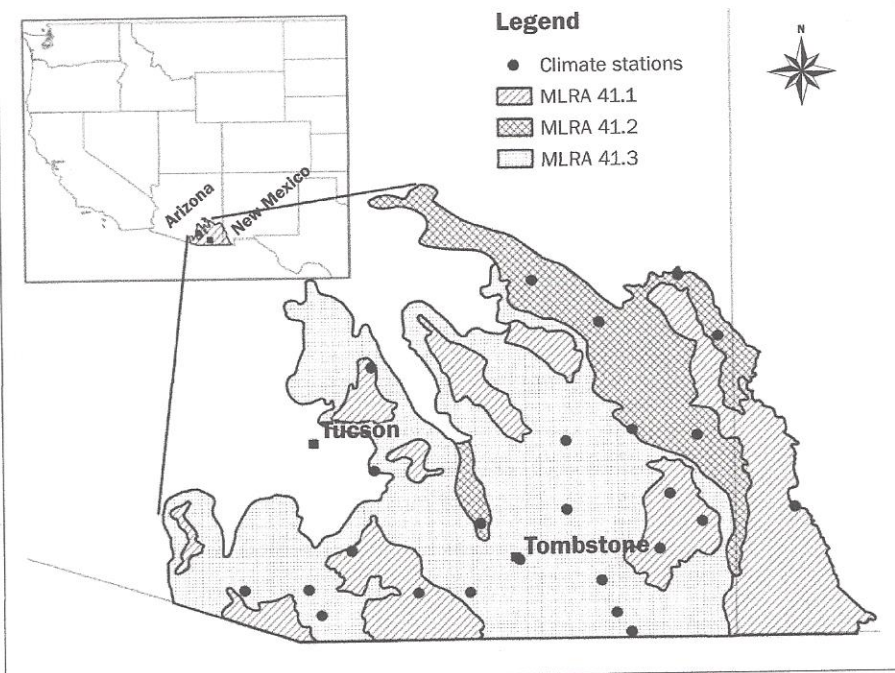 Legend
N
Climate stations
MLRA 41.1
MLRA 41.2
MLRA 41.3
Arizona
New Mexico
Tucson
Tombstone